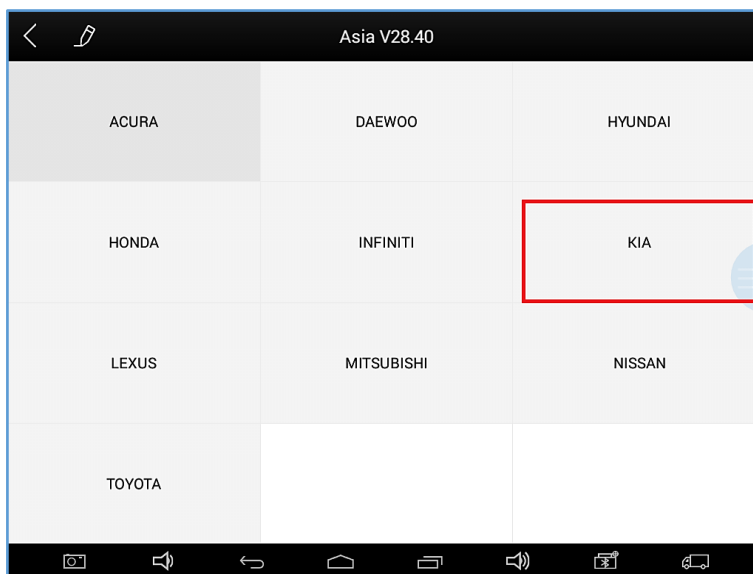 Asia V28.40
ACURA DAEWOO HYUNDAI
HONDA INFINITI KIA
LEXUS MITSUBISHI NISSAN
TOYOTA